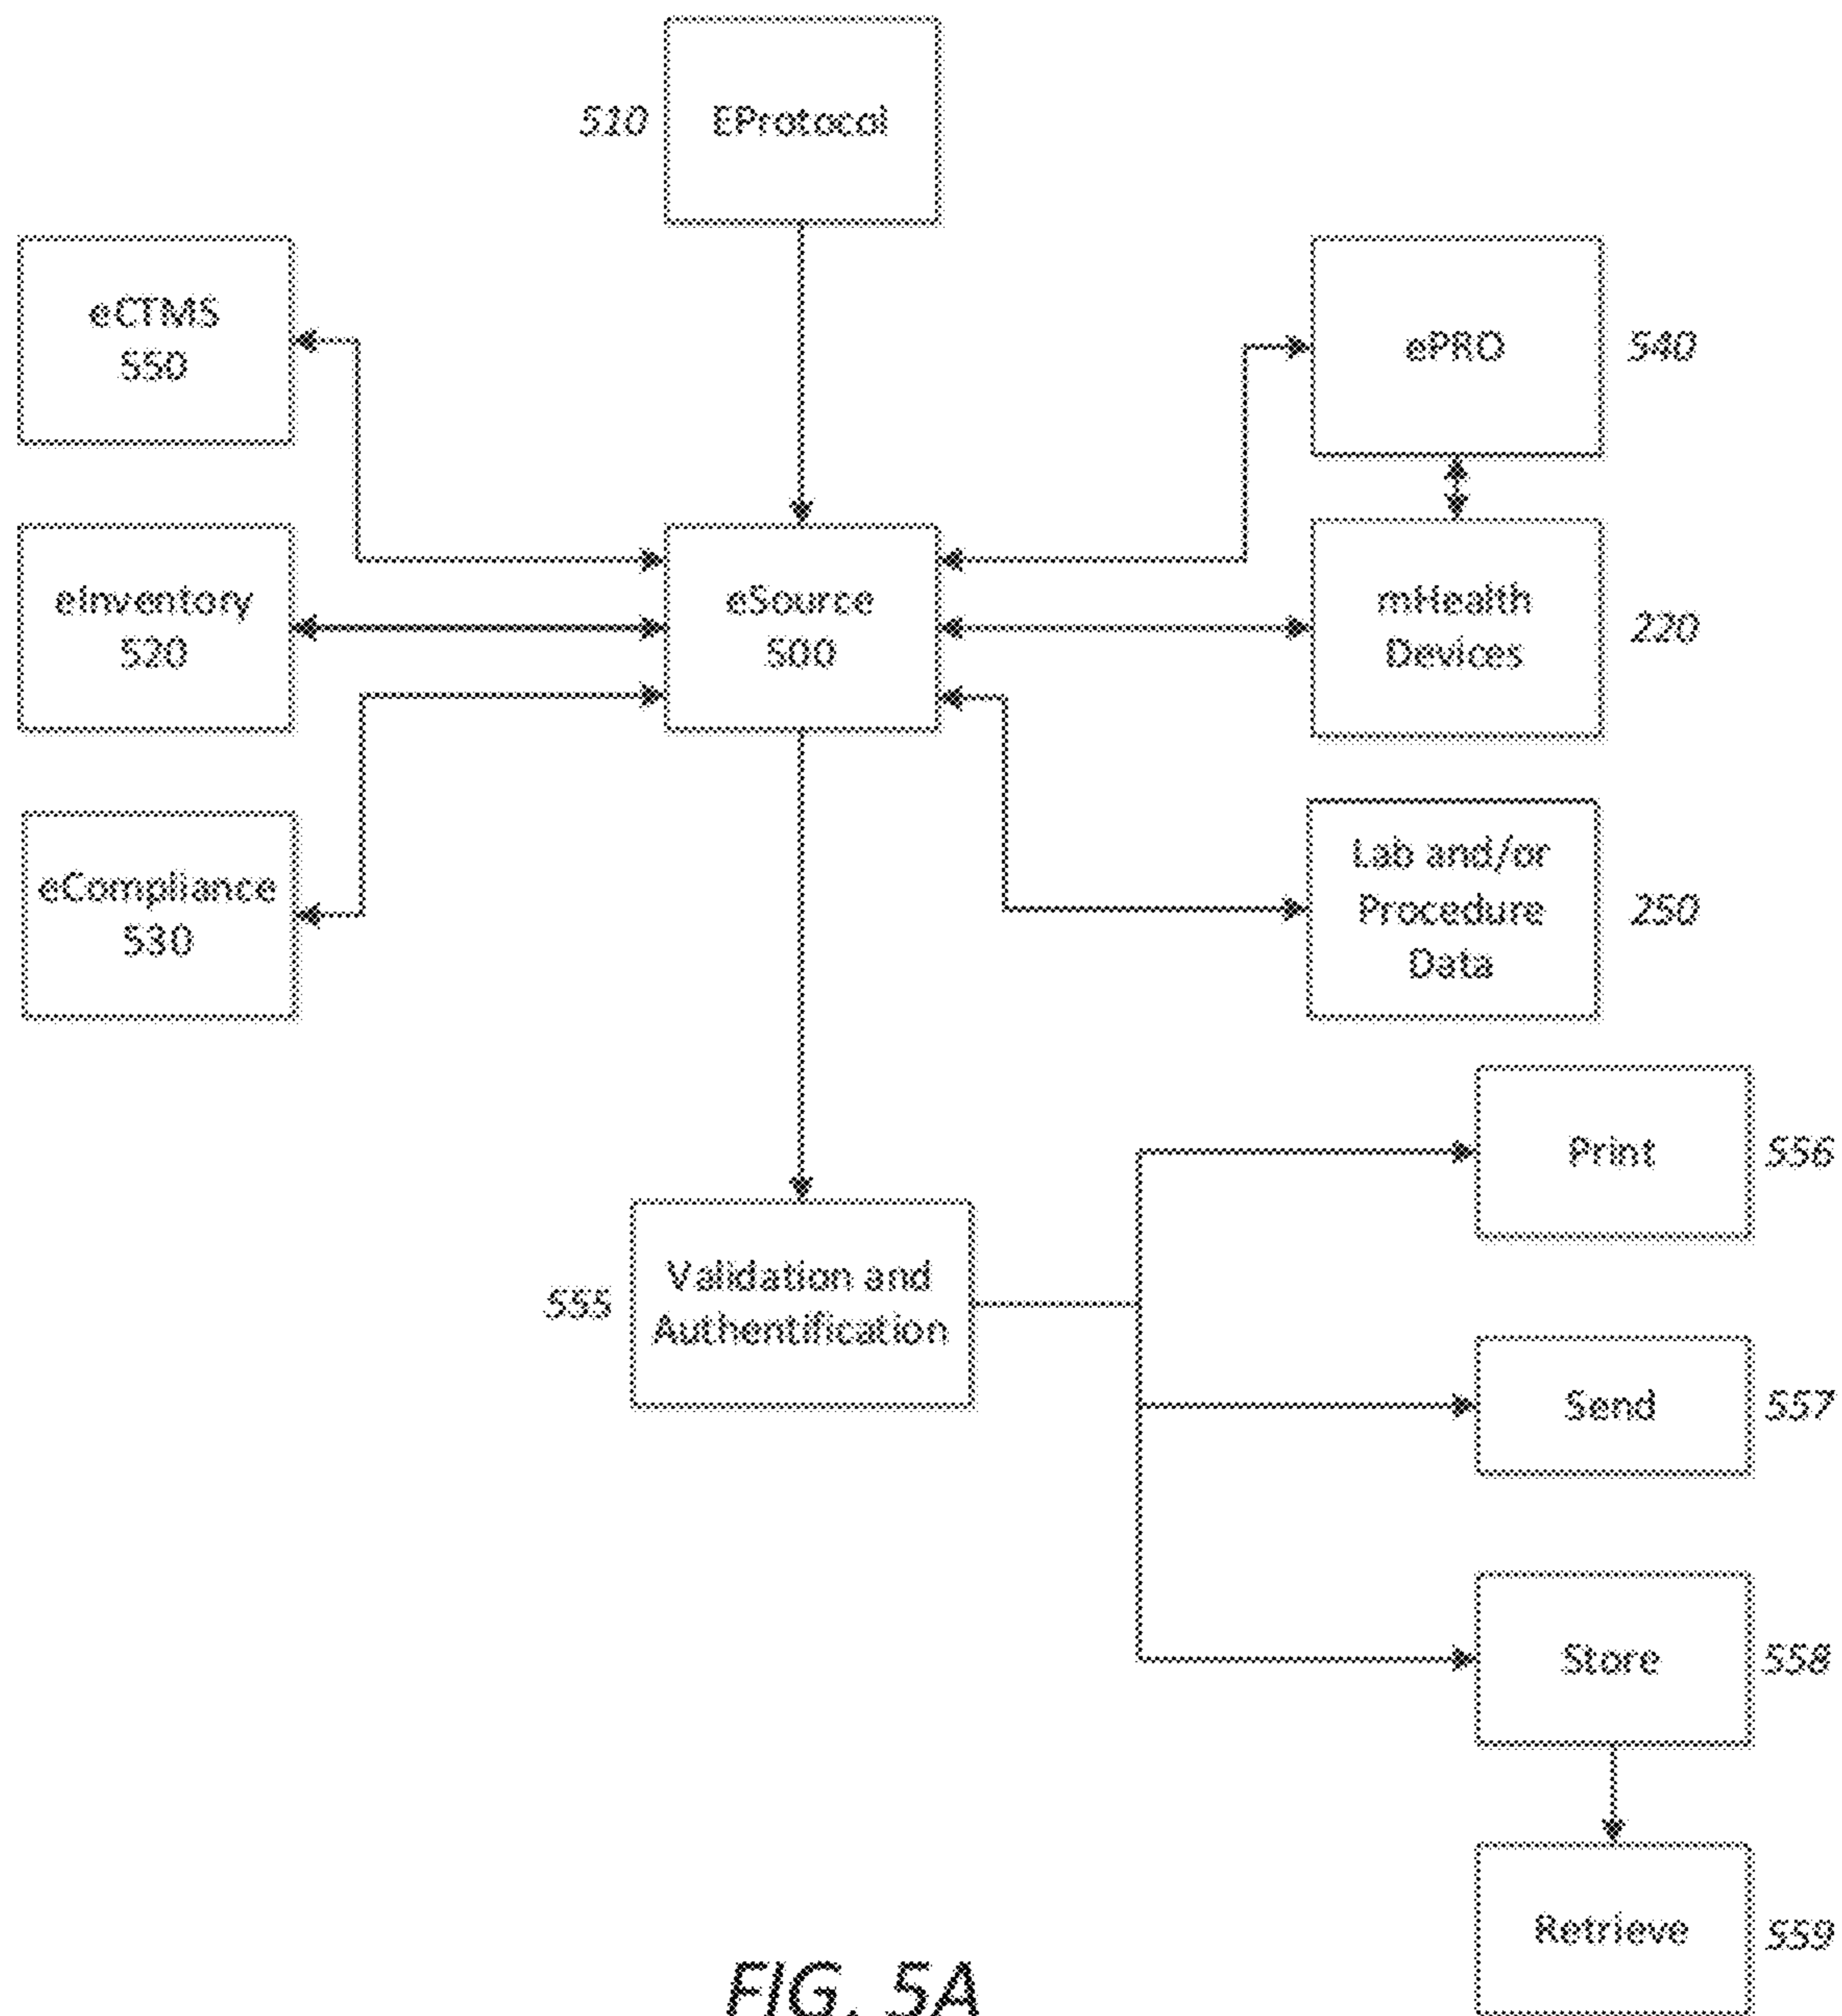 510
EProtocol
eCTMS
550
ePRO
540
eInventory
520
eSource
500
mHealth
Devices
220
eCompliance
530
Lab and/or
Procedure
Data
250
Print
556
555
Validation and
Authentification
Send
557
Store
558
Retrieve
559
FIG. 5A